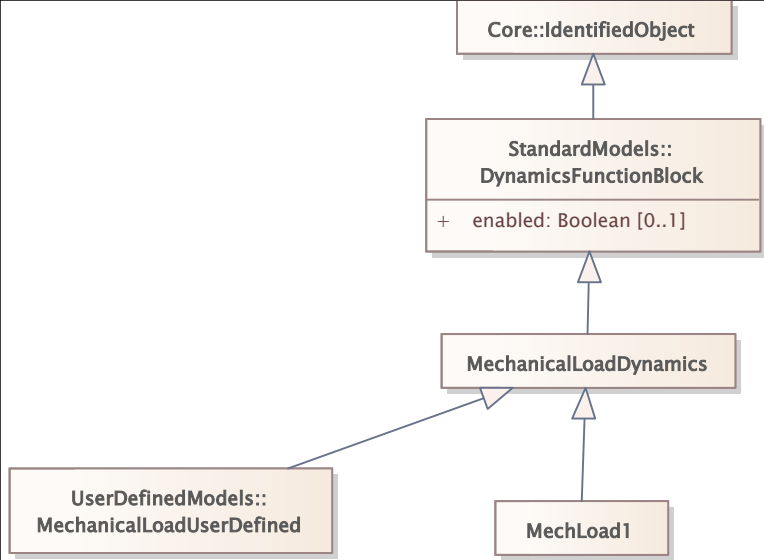 Core::IdentifiedObject
StandardModels::
DynamicsFunctionBlock
+ enabled: Boolean [0..1]
MechanicalLoadDynamics
UserDefinedModels::
MechanicalLoadUserDefined
MechLoad1